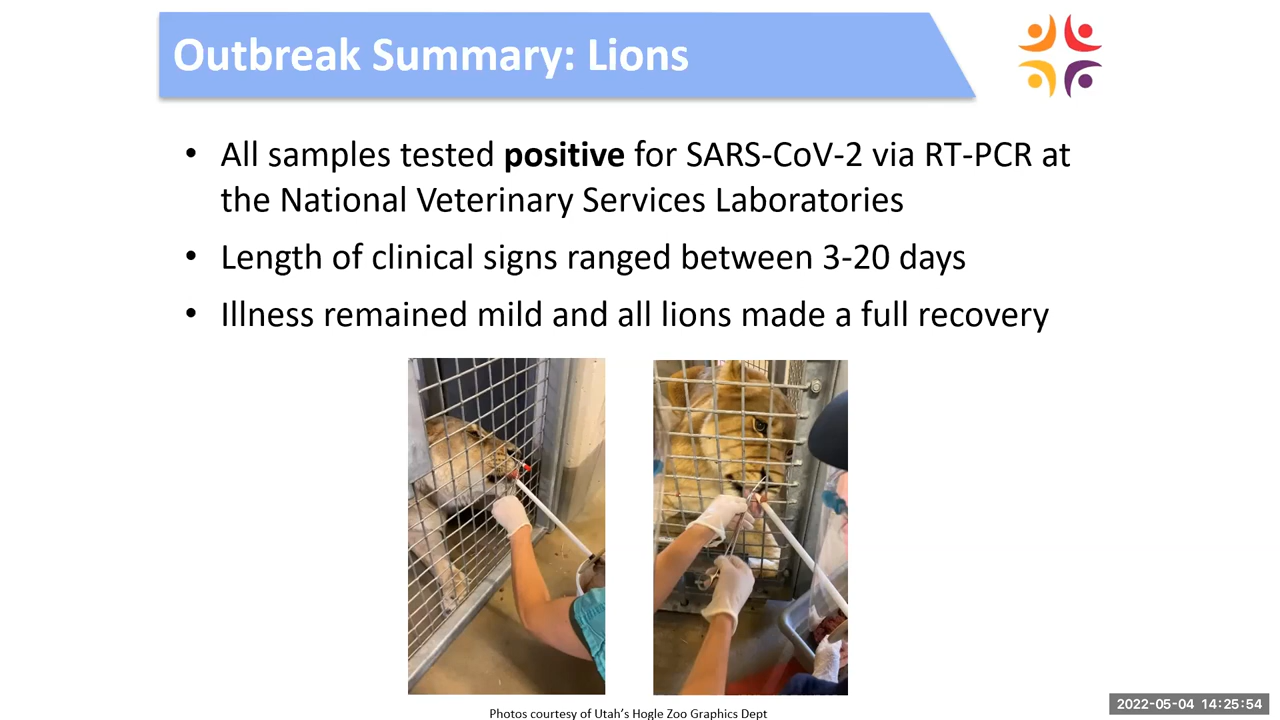 Outbreak Summary: Lions
• All samples tested positive for SARS-CoV-2 via RT-PCR at
the National Veterinary Services Laboratories
• Length of clinical signs ranged between 3-20 days
• Illness remained mild and all lions made a full recovery
Photos courtesy of Utah's Hogle Zoo Graphics Dept
2022-05-04 14:25:54